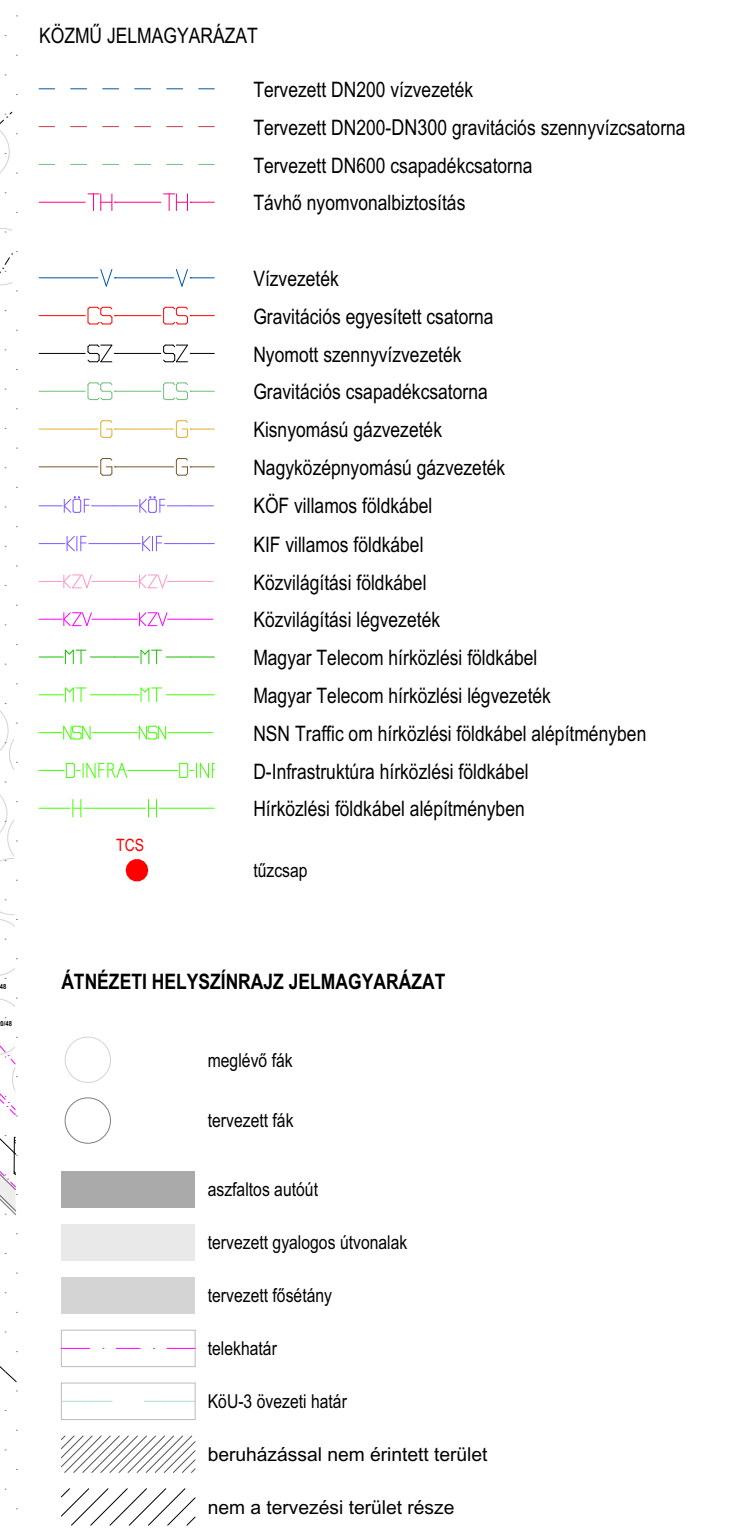 KÖZMŰ JELMAGYARÁZAT
Tervezett DN200 vízvezeték
Tervezett DN200-DN300 gravitációs szennyvízcsatorna
Tervezett DN600 csapadékcsatorna
TH TH Távhő nyomvonalbiztosítás
V V Vízvezeték
CS CS Gravitációs egyesített csatorna
SZ SZ Nyomott szennyvízvezeték
CS CS Gravitációs csapadékcsatorna
G G Kisnyomású gázvezeték
G G Nagyközépnyomású gázvezeték
KÖF KÖF KÖF villamos földkábel
KIF KIF KIF villamos földkábel
KZV KZV Közvilágítási földkábel
KZV KZV Közvilágítási légvezeték
MT MT Magyar Telecom hírközlési földkábel
MT MT Magyar Telecom hírközlési légvezeték
NSN NSN NSN Traffic om hírközlési földkábel alépítményben
D-INFRA D-INF D-Infrastruktúra hírközlési földkábel
H H Hírközlési földkábel alépítményben
TCS
tűzcsap
ÁTNÉZETI HELYSZÍNRAJZ JELMAGYARÁZAT
meglévő fák
tervezett fák
aszfaltos autóút
tervezett gyalogos útvonalak
tervezett fősétány
telekhatár
KöU-3 övezeti határ
beruházással nem érintett terület
nem a tervezési terület része